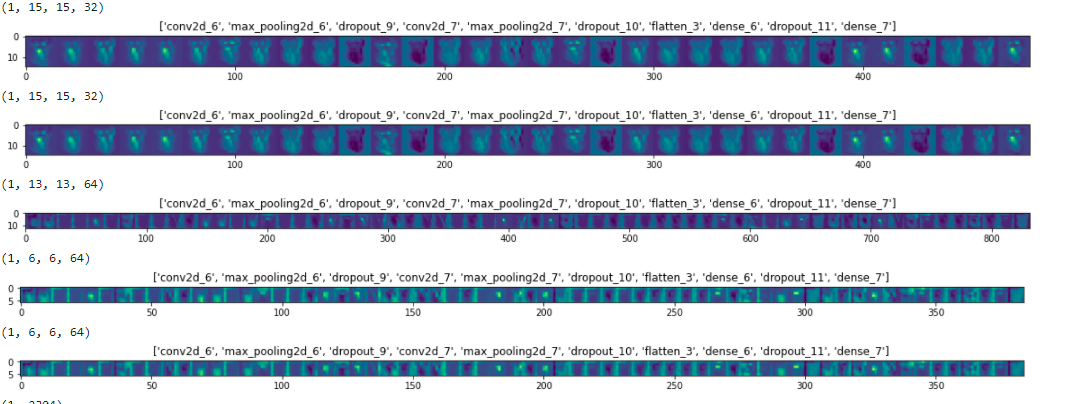 (1, 15, 15, 32)
['conv2d_6', 'max_pooling2d_6', 'dropout_9', 'conv2d_7', 'max_pooling2d_7', 'dropout_10', 'flatten_3', 'dense_6', 'dropout_11', 'dense_7']
0
10
0 100 200 300 400
(1, 15, 15, 32)
['conv2d_6', 'max_pooling2d_6', 'dropout_9', 'conv2d_7', 'max_pooling2d_7', 'dropout_10', 'flatten_3', 'dense_6', 'dropout_11', 'dense_7']
0
10
0 100 200 300 400
(1, 13, 13, 64)
['conv2d_6', 'max_pooling2d_6', 'dropout_9', 'conv2d_7', 'max_pooling2d_7', 'dropout_10', 'flatten_3', 'dense_6', 'dropout_11', 'dense_7']
0
10
0 100 200 300 400 500 600 700 800
(1, 6, 6, 64)
['conv2d_6', 'max_pooling2d_6', 'dropout_9', 'conv2d_7', 'max_pooling2d_7', 'dropout_10', 'flatten_3', 'dense_6', 'dropout_11', 'dense_7']
0
5
0 50 100 150 200 250 300 350
(1, 6, 6, 64)
['conv2d_6', 'max_pooling2d_6', 'dropout_9', 'conv2d_7', 'max_pooling2d_7', 'dropout_10', 'flatten_3', 'dense_6', 'dropout_11', 'dense_7']
0
5
0 50 100 150 200 250 300 350